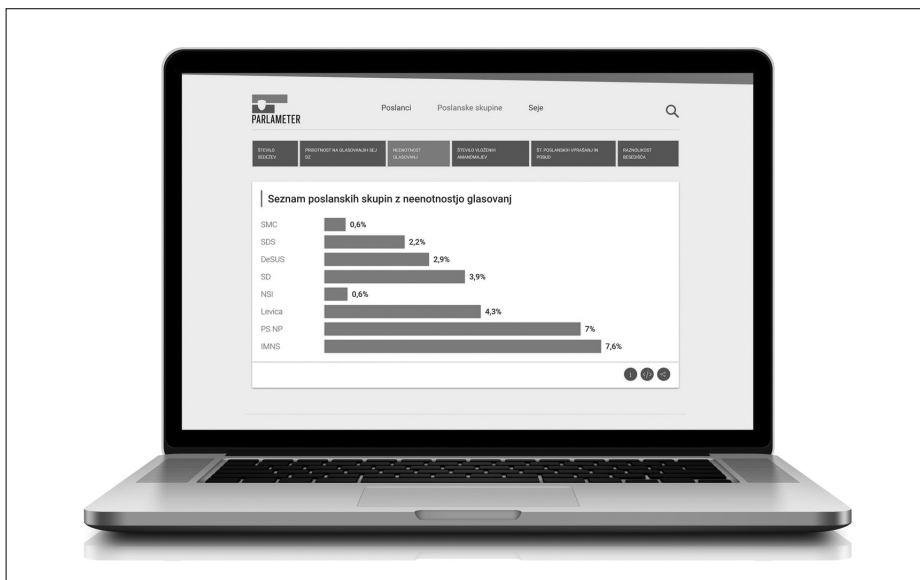 PARLAMETER
Poslanci
Poslanske skupine
Seje
ŠTEVILO
SEDEŽEV
PRISOTNOST NA GLASOVANJIH SEJ
DZ
NEENOTNOST
GLASOVANJ
ŠTEVILO VLOŽENIH
AMANDMAJEV
ŠT. POSLANSKIH VPRAŠANJ IN
POBUD
RAZNOLIKOST
BESEDIŠČA
Seznam poslanskih skupin z neenotnostjo glasovanj
SMC 0,6%
SDS 2,2%
DeSUS 2,9%
SD 3,9%
NSI 0,6%
Levica 4,3%
PS NP 7%
IMNS 7,6%